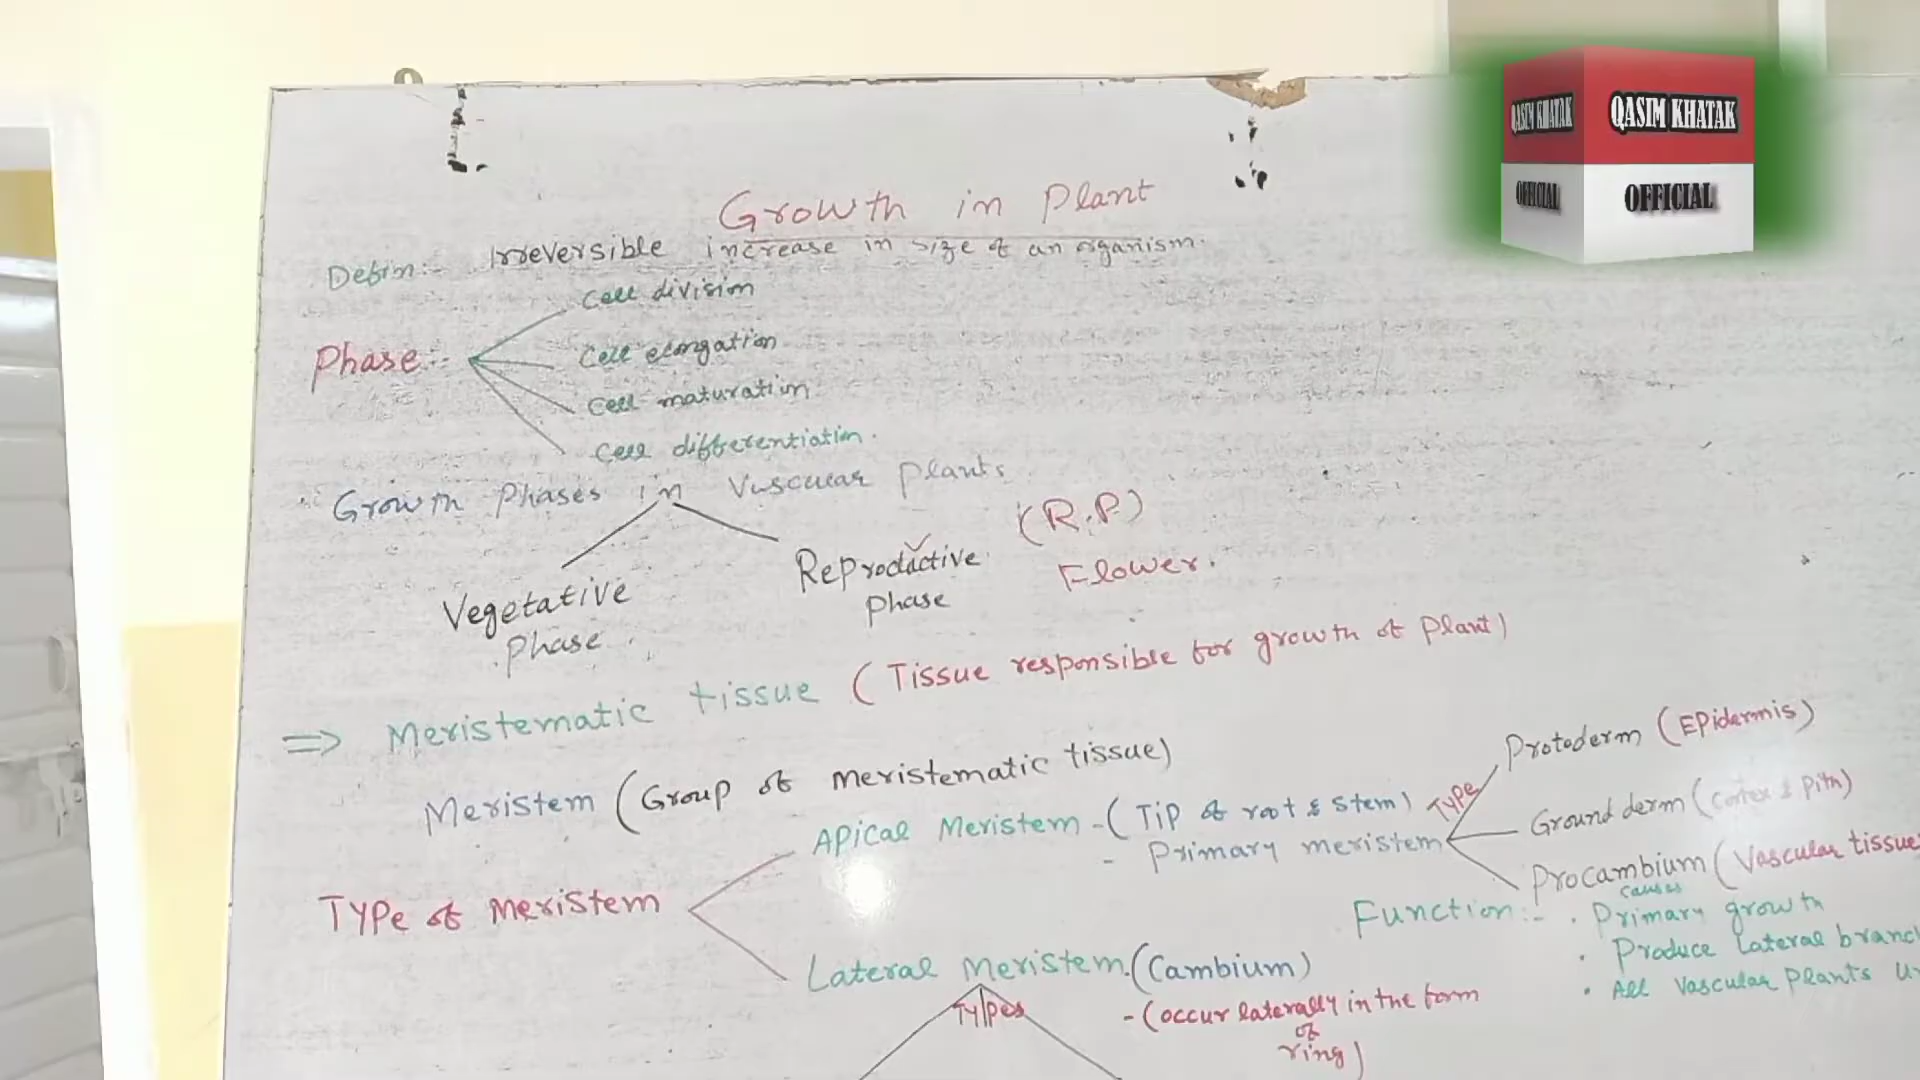 Growth in Plant
Defin:- Irreversible increase in size of an organism.
Phase:-
Cell division
Cell elongation
Cell maturation
Cell differentiation.
Growth Phases in Vascular plants
Vegetative phase
Reproductive phase
(R.P)
Flower.
⇒ Meristematic tissue (Tissue responsible for growth of plant)
Meristem (Group of meristematic tissue)
Type of Meristem
Apical Meristem - (Tip of root & stem)
- Primary meristem
Type
Protoderm (Epidermis)
Ground derm (Cortex & Pith)
Procambium (Vascular tissue
Function:- • causes Primary growth
• Produce Lateral branch
• All vascular plants
Lateral Meristem. (Cambium)
Types
- (occur laterally in the form
of
ring)
QASIM KHATAK
OFFICIAL
QASIM KHATAK
OFFICIAL